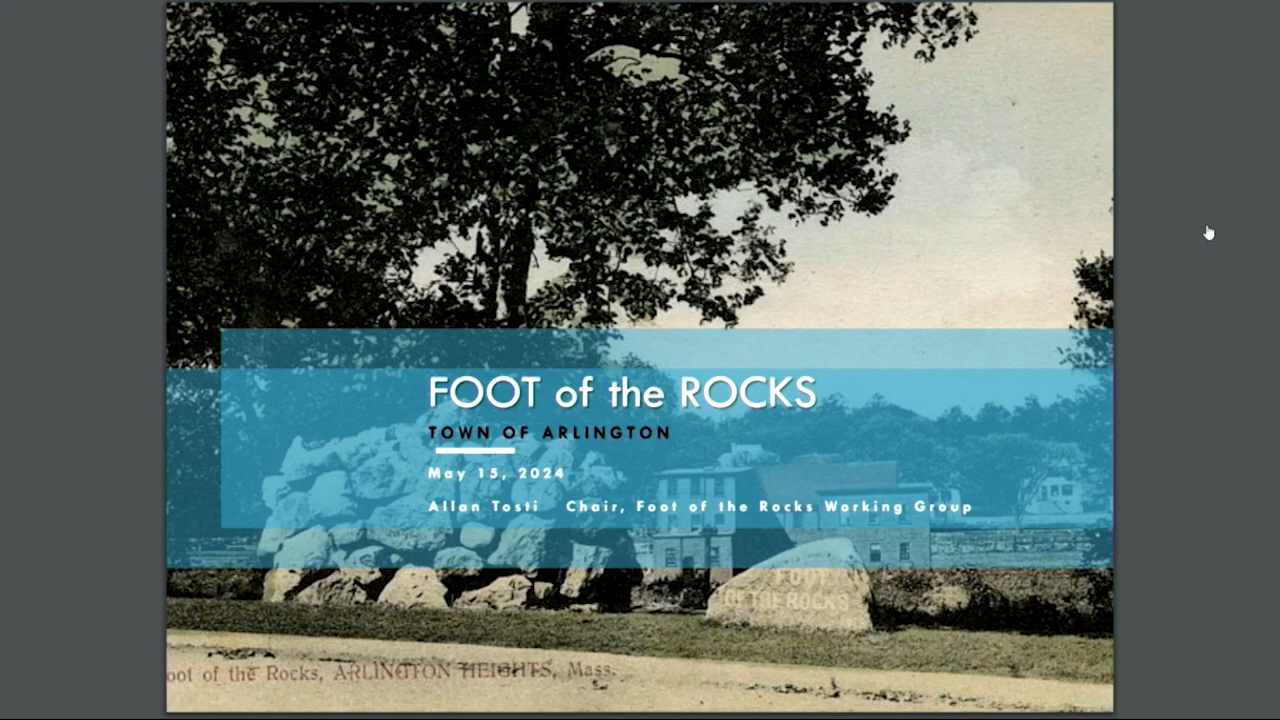 FOOT of the ROCKS
TOWN OF ARLINGTON
May 15, 2024
Allan Tosti Chair, Foot of the Rocks Working Group
FOOT
OF THE ROCKS
oot of the Rocks, ARLINGTON HEIGHTS, Mass.